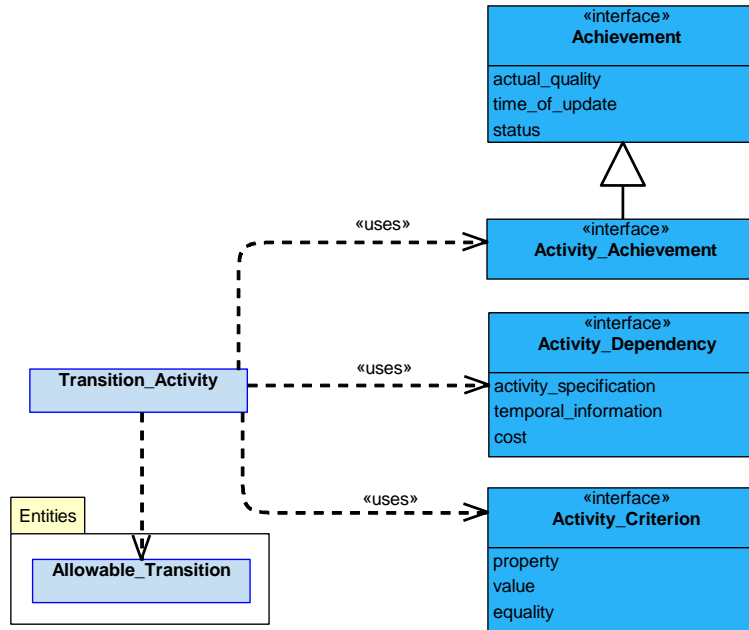 «interface»
Achievement
actual_quality
time_of_update
status
«uses»
«interface»
Activity_Achievement
«interface»
Activity_Dependency
activity_specification
temporal_information
cost
«uses»
Transition_Activity
«uses»
«interface»
Activity_Criterion
property
value
equality
Entities
Allowable_Transition